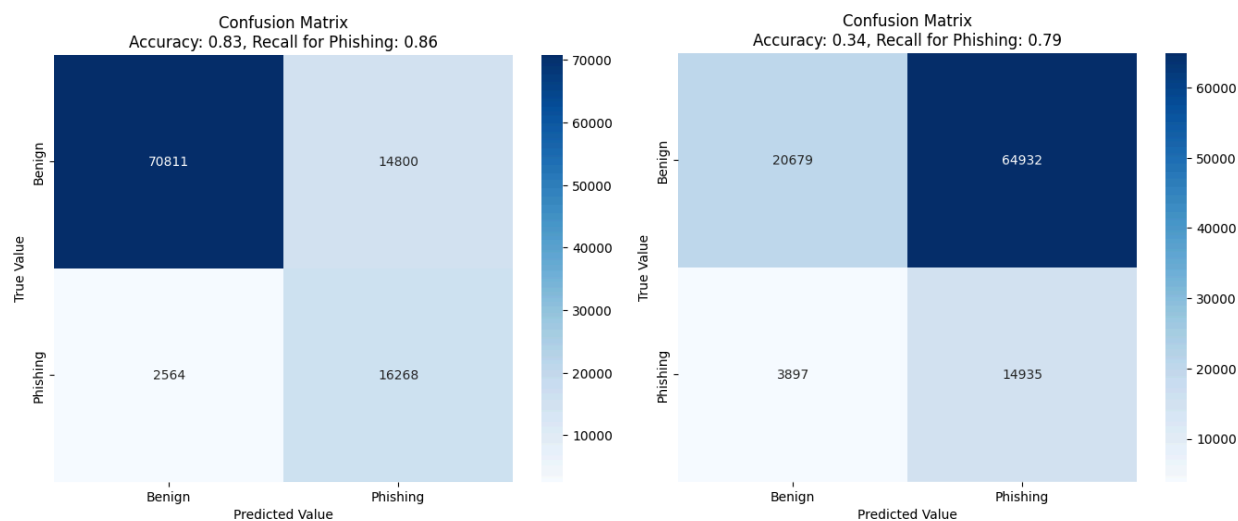 Confusion Matrix
Accuracy: 0.83, Recall for Phishing: 0.86
70000
60000
50000
40000
30000
20000
10000
True Value
Benign
Phishing
70811
14800
2564
16268
Benign
Phishing
Predicted Value
Confusion Matrix
Accuracy: 0.34, Recall for Phishing: 0.79
60000
50000
40000
30000
20000
10000
True Value
Benign
Phishing
20679
64932
3897
14935
Benign
Phishing
Predicted Value